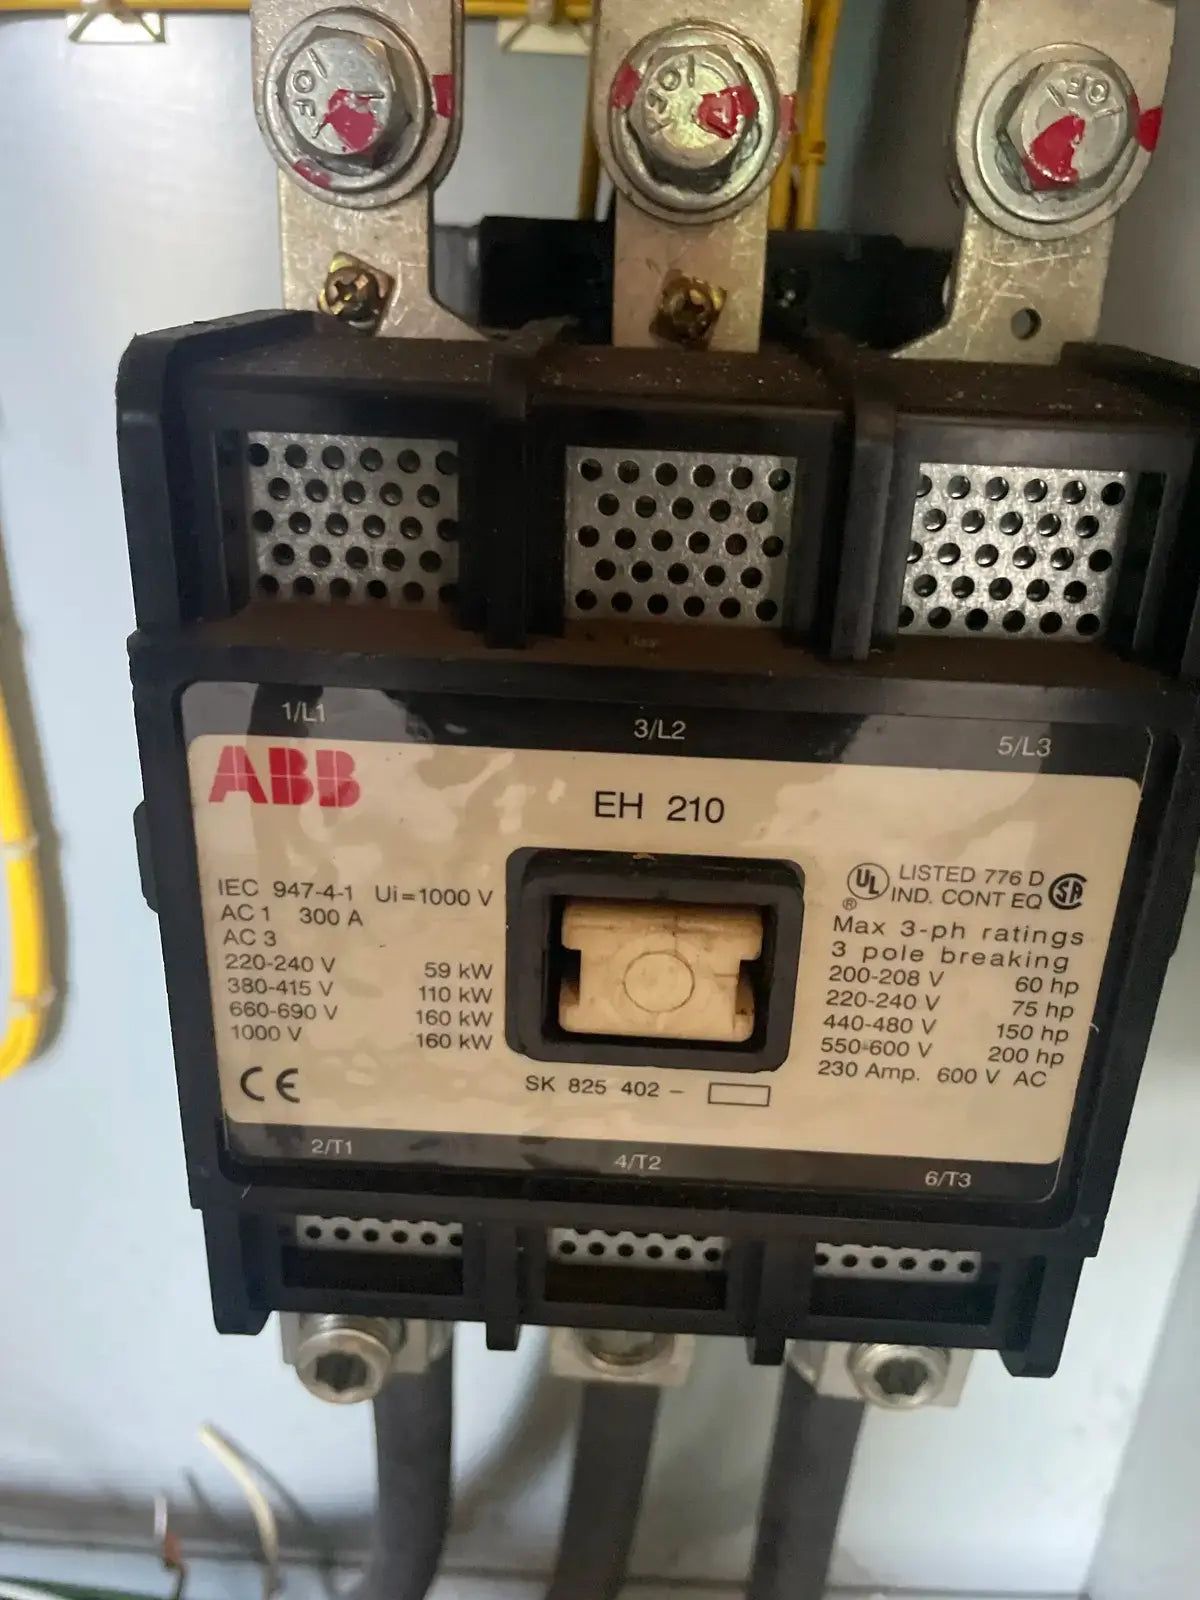 1/L1
3/L2
5/L3
ABB
EH 210
IEC 947-4-1 Ui=1000 V
AC 1 300 A
AC 3
220-240 V 59 kW
380-415 V 110 kW
660-690 V 160 kW
1000 V 160 kW
CE
SK 825 402 -
UL
®
LISTED 776 D
IND. CONT EQ
SA
Max 3-ph ratings
3 pole breaking
200-208 V 60 hp
220-240 V 75 hp
440-480 V 150 hp
550-600 V 200 hp
230 Amp. 600 V AC
2/T1
4/T2
6/T3